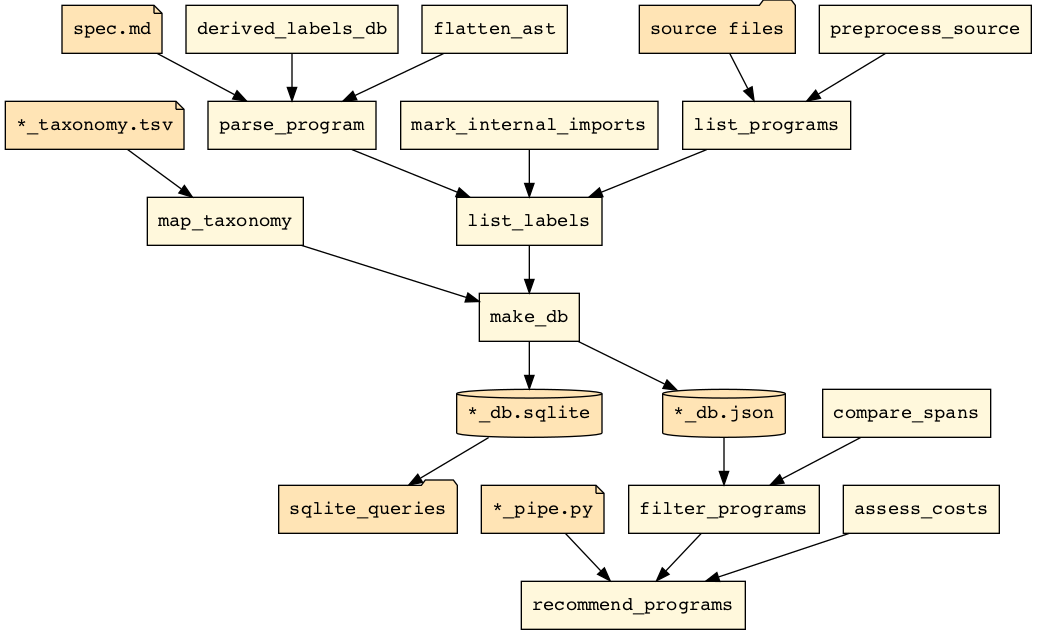 spec.md
derived_labels_db
flatten_ast
source files
preprocess_source
*_taxonomy.tsv
parse_program
mark_internal_imports
list_programs
map_taxonomy
list_labels
make_db
*_db.sqlite
*_db.json
compare_spans
sqlite_queries
*_pipe.py
filter_programs
assess_costs
recommend_programs